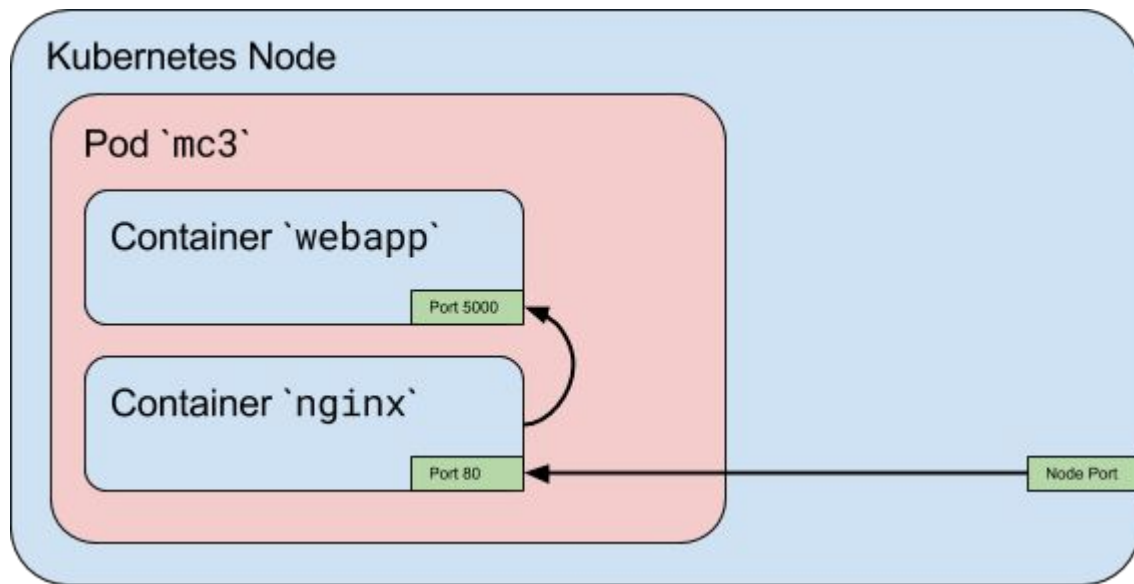 Kubernetes Node
Pod `mc3`
Container `webapp`
Port 5000
Container `nginx`
Port 80
Node Port